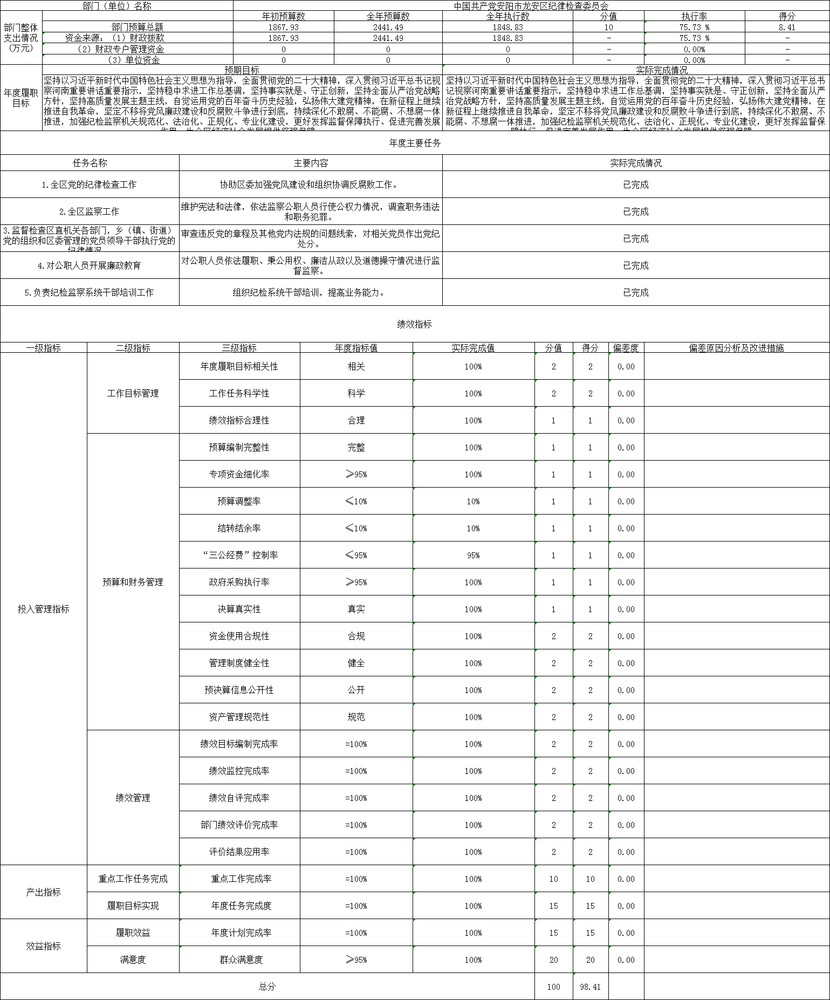 部门（单位）名称 中国共产党安阳市龙安区纪律检查委员会
部门整体支出情况(万元) 年初预算数 全年预算数 全年执行数 分值 执行率 得分
部门预算总额 1867.93 2441.49 1848.83 10 75.73 % 8.41
资金来源：（1）财政拨款 1867.93 2441.49 1848.83 - 75.73 % -
（2）财政专户管理资金 0 0 0 - 0.00% -
（3）单位资金 0 0 0 - 0.00% -
年度履职目标 预期目标 实际完成情况
坚持以习近平新时代中国特色社会主义思想为指导，全面贯彻党的二十大精神，深入贯彻习近平总书记视
察河南重要讲话重要指示，坚持稳中求进工作总基调，坚持事实就是、守正创新，坚持全面从严治党战略
方针，坚持高质量发展主题主线，自觉运用党的百年奋斗历史经验，弘扬伟大建党精神，在新征程上继续
推进自我革命，坚定不移将党风廉政建设和反腐败斗争进行到底，持续深化不敢腐、不能腐、不想腐一体
推进，加强纪检监察机关规范化、法治化、正规化、专业化建设，更好发挥监督保障执行、促进完善发展
作用，为全区经济社会发展提供坚强保障
坚持以习近平新时代中国特色社会主义思想为指导，全面贯彻党的二十大精神，深入贯彻习近平总书
记视察河南重要讲话重要指示，坚持稳中求进工作总基调，坚持事实就是、守正创新，坚持全面从严
治党战略方针，坚持高质量发展主题主线，自觉运用党的百年奋斗历史经验，弘扬伟大建党精神，在
新征程上继续推进自我革命，坚定不移将党风廉政建设和反腐败斗争进行到底，持续深化不敢腐、不
能腐、不想腐一体推进，加强纪检监察机关规范化、法治化、正规化、专业化建设，更好发挥监督保
障执行、促进完善发展作用，为全区经济社会发展提供坚强保障
年度主要任务
任务名称 主要内容 实际完成情况
1.全区党的纪律检查工作 协助区委加强党风建设和组织协调反腐败工作。 已完成
2.全区监察工作 维护宪法和法律，依法监察公职人员行使公权力情况，调查职务违法
和职务犯罪。 已完成
3.监督检查区直机关各部门，乡（镇、街道）
党的组织和区委管理的党员领导干部执行党的
纪律情况 审查违反党的章程及其他党内法规的问题线索，对相关党员作出党纪
处分。 已完成
4.对公职人员开展廉政教育 对公职人员依法履职、秉公用权、廉洁从政以及道德操守情况进行监
督监察。 已完成
5.负责纪检监察系统干部培训工作 组织纪检系统干部培训，提高业务能力。 已完成
绩效指标
一级指标 二级指标 三级指标 年度指标值 实际完成值 分值 得分 偏差度 偏差原因分析及改进措施
投入管理指标 工作目标管理 年度履职目标相关性 相关 100% 2 2 0.00
工作任务科学性 科学 100% 2 2 0.00
绩效指标合理性 合理 100% 1 1 0.00
预算和财务管理 预算编制完整性 完整 100% 1 1 0.00
专项资金细化率 ≥95% 100% 1 1 0.00
预算调整率 ≤10% 10% 1 1 0.00
结转结余率 ≤10% 10% 1 1 0.00
“三公经费”控制率 ≤95% 95% 1 1 0.00
政府采购执行率 ≥95% 100% 1 1 0.00
决算真实性 真实 100% 1 1 0.00
资金使用合规性 合规 100% 2 2 0.00
管理制度健全性 健全 100% 2 2 0.00
预决算信息公开性 公开 100% 2 2 0.00
资产管理规范性 规范 100% 2 2 0.00
绩效管理 绩效目标编制完成率 =100% 100% 2 2 0.00
绩效监控完成率 =100% 100% 2 2 0.00
绩效自评完成率 =100% 100% 2 2 0.00
部门绩效评价完成率 =100% 100% 2 2 0.00
评价结果应用率 =100% 100% 2 2 0.00
产出指标 重点工作任务完成 重点工作完成率 =100% 100% 10 10 0.00
履职目标实现 年度任务完成度 =100% 100% 15 15 0.00
效益指标 履职效益 年度计划完成率 =100% 100% 15 15 0.00
满意度 群众满意度 ≥95% 100% 20 20 0.00
总分 100 98.41